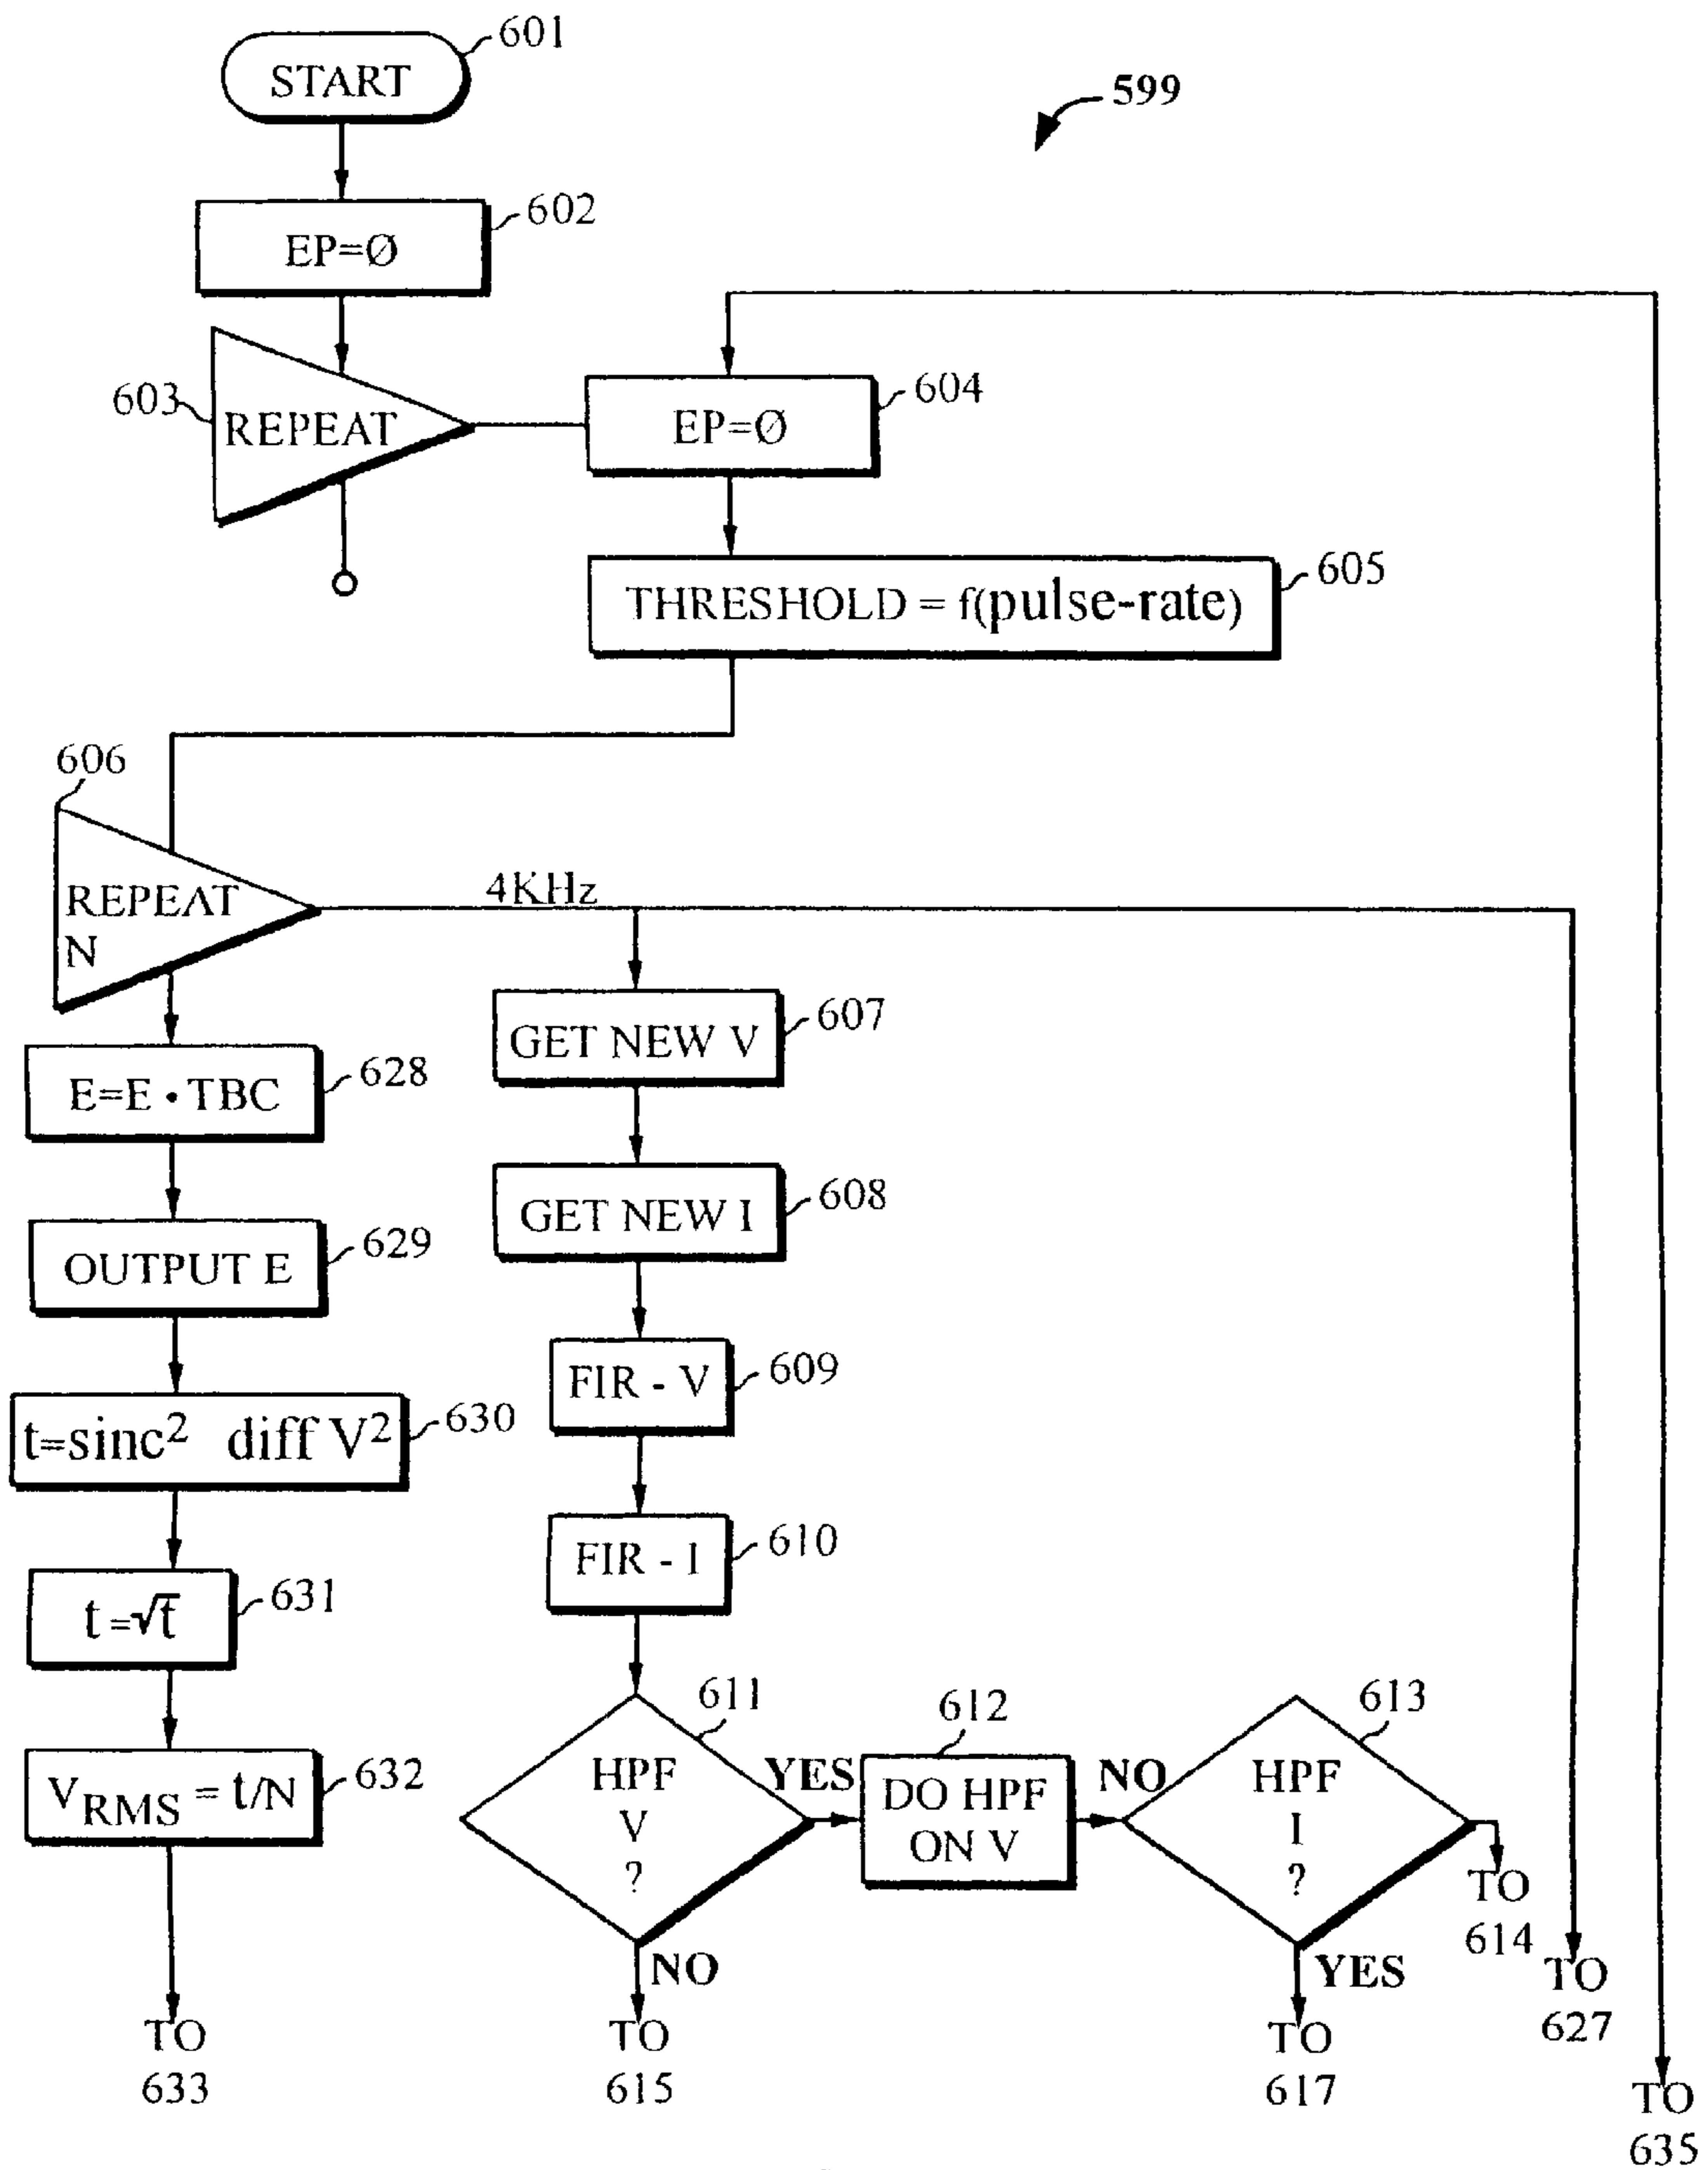 601
START
599
602
EP=Ø
603
REPEAT
604
EP=Ø
605
THRESHOLD = f(pulse-rate)
606
REPEAT
N
4KHz
607
GET NEW V
628
E=E • TBC
608
GET NEW I
629
OUTPUT E
609
FIR - V
630
t=sinc² diff V²
610
FIR - I
631
t=√t
611
HPF
V
?
YES
612
DO HPF
ON V
NO
613
HPF
I
?
632
VRMS = t/N
TO
614
NO
YES
TO
627
TO
633
TO
615
TO
617
TO
635